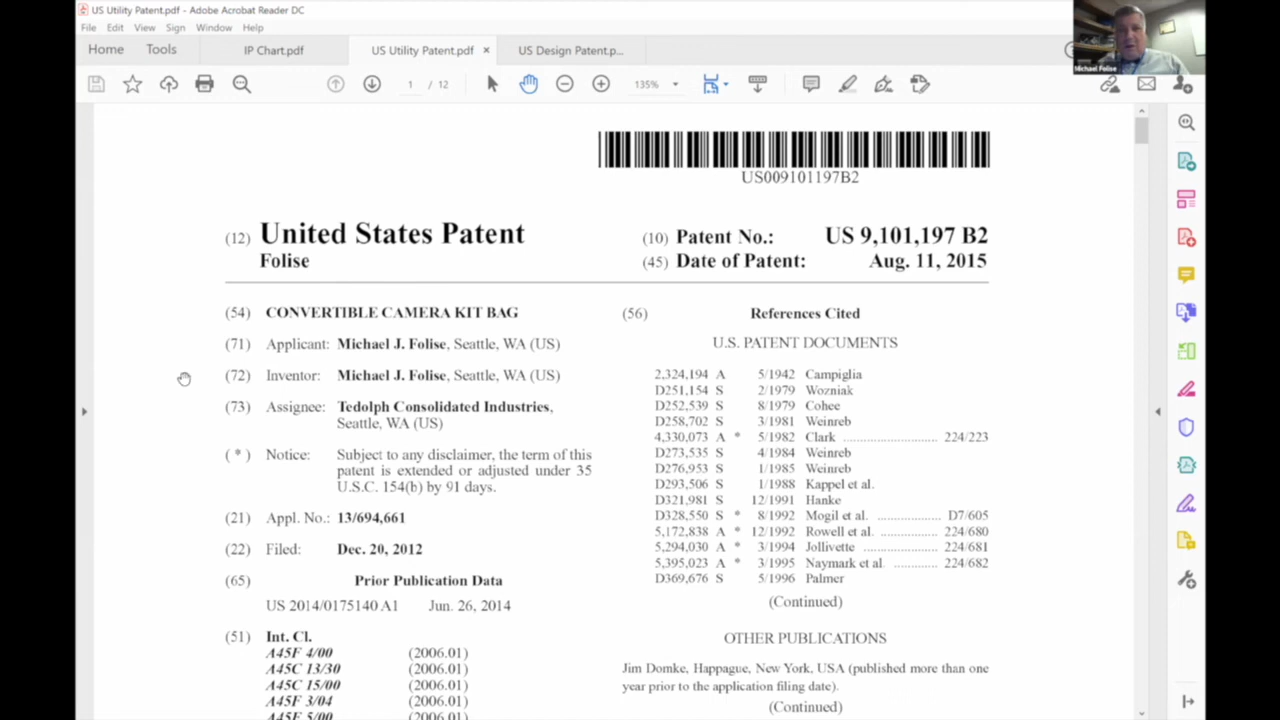 US Utility Patent.pdf - Adobe Acrobat Reader DC
File Edit View Sign Window Help
Home Tools IP Chart.pdf US Utility Patent.pdf × US Design Patent.p...
Michael Folise
1 / 12 135%
US009101197B2
(12) United States Patent
Folise
(10) Patent No.: US 9,101,197 B2
(45) Date of Patent: Aug. 11, 2015
(54) CONVERTIBLE CAMERA KIT BAG
(71) Applicant: Michael J. Folise, Seattle, WA (US)
(72) Inventor: Michael J. Folise, Seattle, WA (US)
(73) Assignee: Tedolph Consolidated Industries,
Seattle, WA (US)
( * ) Notice: Subject to any disclaimer, the term of this
patent is extended or adjusted under 35
U.S.C. 154(b) by 91 days.
(21) Appl. No.: 13/694,661
(22) Filed: Dec. 20, 2012
(65) Prior Publication Data
US 2014/0175140 A1 Jun. 26, 2014
(51) Int. Cl.
A45F 4/00 (2006.01)
A45C 13/30 (2006.01)
A45C 15/00 (2006.01)
A45F 3/04 (2006.01)
A45F 5/00 (2006.01)
(56) References Cited
U.S. PATENT DOCUMENTS
2,324,194 A 5/1942 Campiglia
D251,154 S 2/1979 Wozniak
D252,539 S 8/1979 Cohee
D258,702 S 3/1981 Weinreb
4,330,073 A * 5/1982 Clark .................... 224/223
D273,535 S 4/1984 Weinreb
D276,953 S 1/1985 Weinreb
D293,506 S 1/1988 Kappel et al.
D321,981 S 12/1991 Hanke
D328,550 S * 8/1992 Mogil et al. .............. D7/605
5,172,838 A * 12/1992 Rowell et al. ............ 224/680
5,294,030 A * 3/1994 Jollivette ................ 224/681
5,395,023 A * 3/1995 Naymark et al. .......... 224/682
D369,676 S 5/1996 Palmer
(Continued)
OTHER PUBLICATIONS
Jim Domke, Happague, New York, USA (published more than one
year prior to the application filing date).
(Continued)